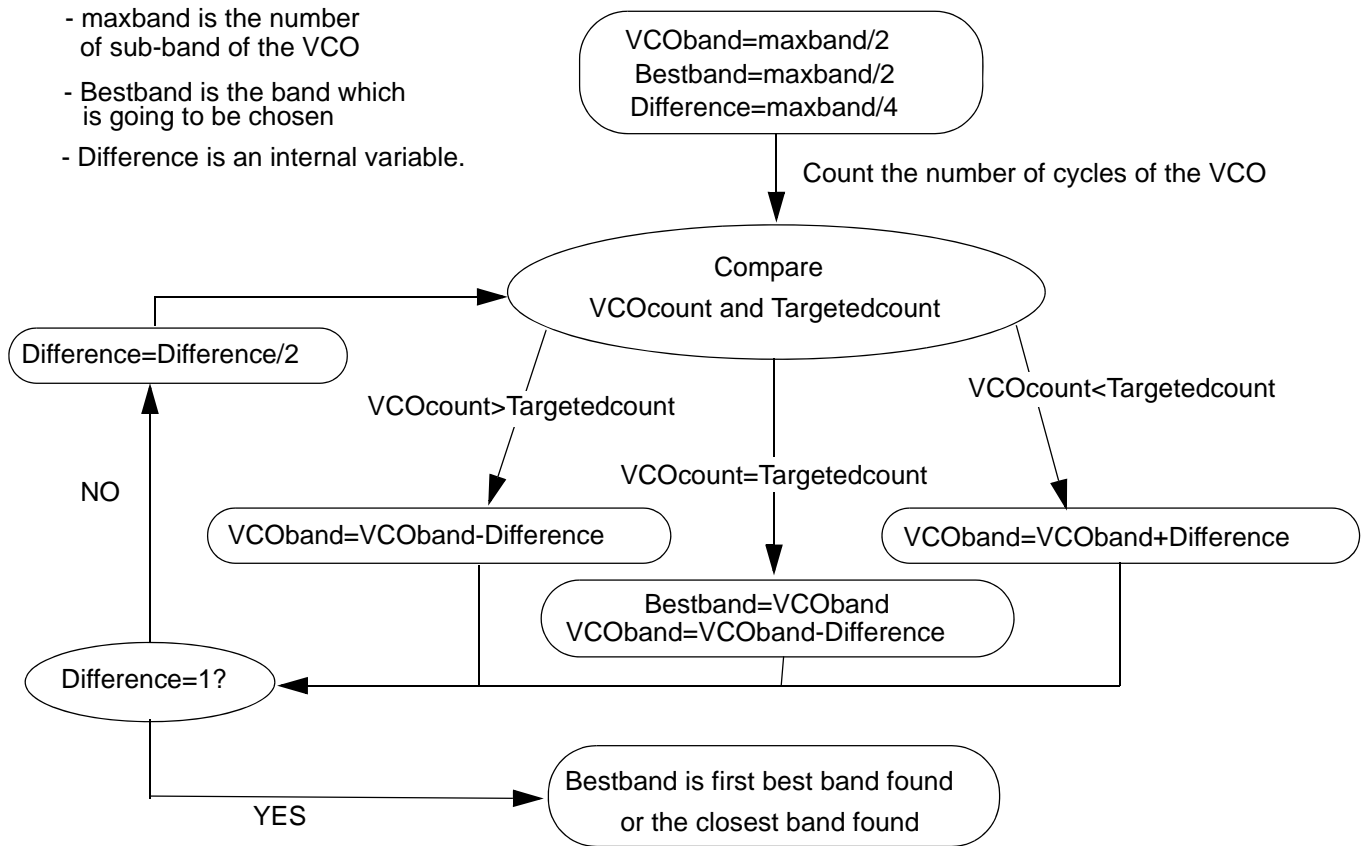 - maxband is the number
of sub-band of the VCO
- Bestband is the band which
is going to be chosen
- Difference is an internal variable.
VCOband=maxband/2
Bestband=maxband/2
Difference=maxband/4
Count the number of cycles of the VCO
Compare
VCOcount and Targetedcount
Difference=Difference/2
VCOcount>Targetedcount
VCOcount<Targetedcount
VCOcount=Targetedcount
NO
VCOband=VCOband-Difference
VCOband=VCOband+Difference
Bestband=VCOband
VCOband=VCOband-Difference
Difference=1?
YES
Bestband is first best band found
or the closest band found